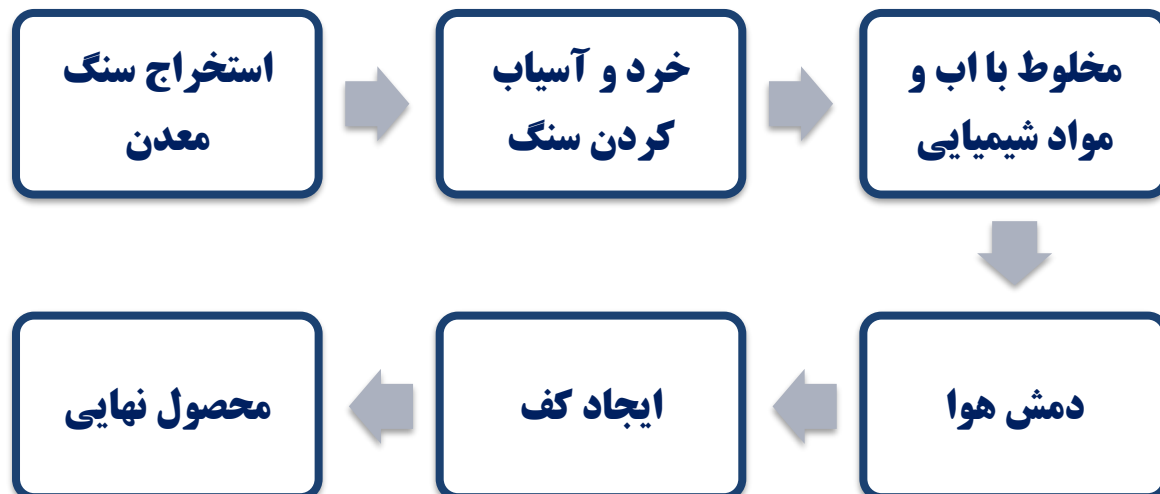 استخراج سنگ
معدن
خرد و آسیاب
کردن سنگ
مخلوط با اب و
مواد شیمیایی
دمش هوا
ایجاد کف
محصول نهایی